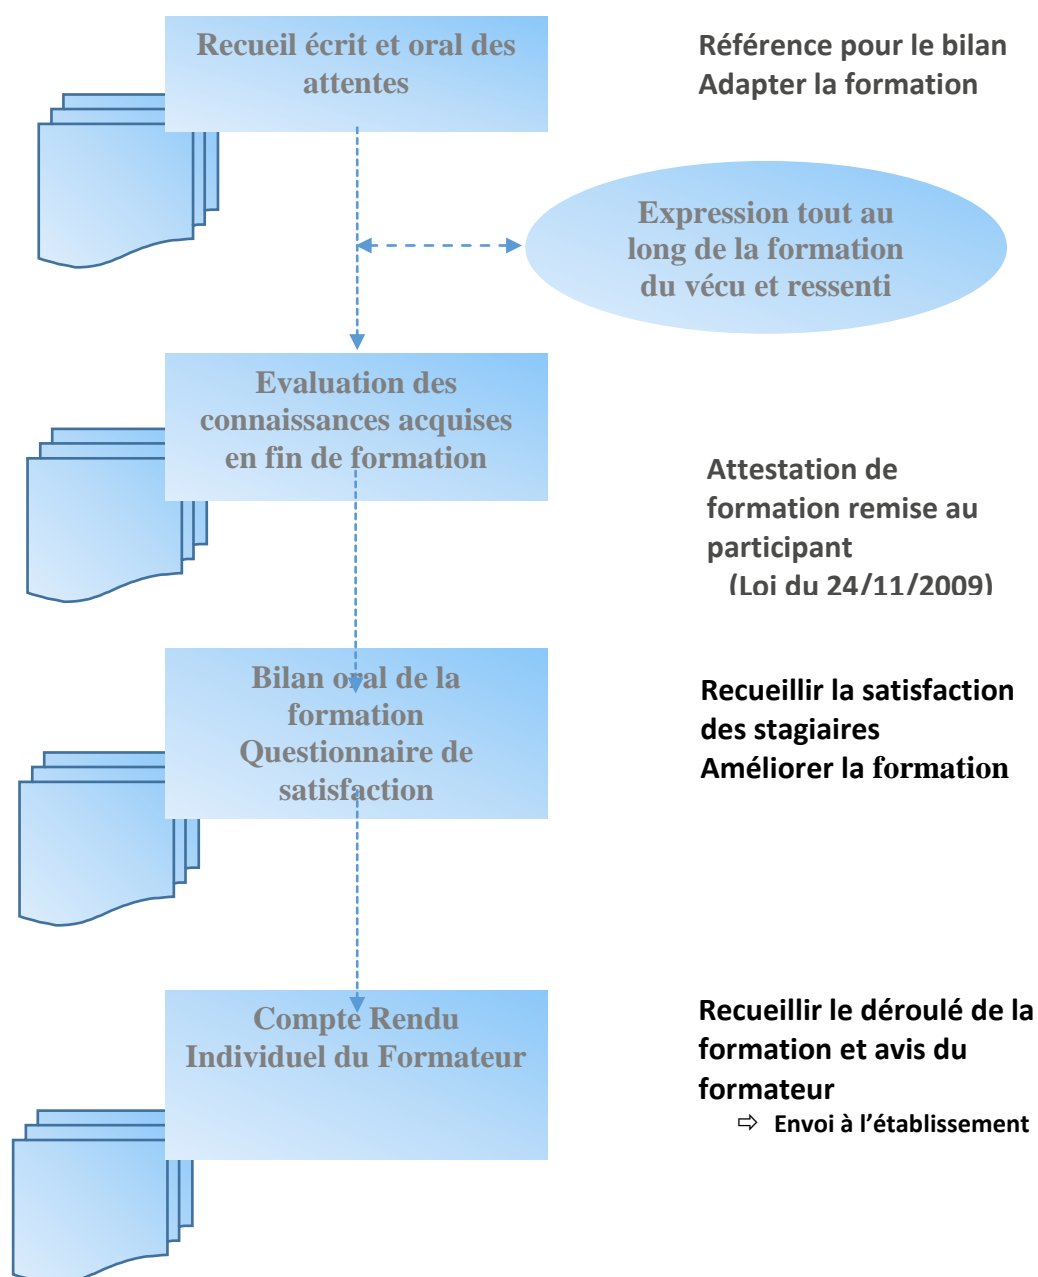 Recueil écrit et oral des
attentes
Référence pour le bilan
Adapter la formation
Expression tout au
long de la formation
du vécu et ressenti
Evaluation des
connaissances acquises
en fin de formation
Attestation de
formation remise au
participant
(Loi du 24/11/2009)
Bilan oral de la
formation
Questionnaire de
satisfaction
Recueillir la satisfaction
des stagiaires
Améliorer la formation
Compte Rendu
Individuel du Formateur
Recueillir le déroulé de la
formation et avis du
formateur
⇨ Envoi à l’établissement